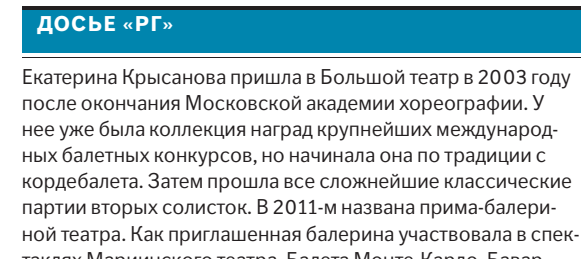 ДОСЬЕ «РГ»
Екатерина Крысанова пришла в Большой театр в 2003 году
после окончания Московской академии хореографии. У
нее уже была коллекция наград крупнейших международ-
ных балетных конкурсов, но начинала она по традиции с
кордебалета. Затем прошла все сложнейшие классические
партии вторых солисток. В 2011-м названа прима-балери-
ной театра. Как приглашенная балерина участвовала в спек-
таклях Мариинского театра, Балета Монте-Карло, Бавар-